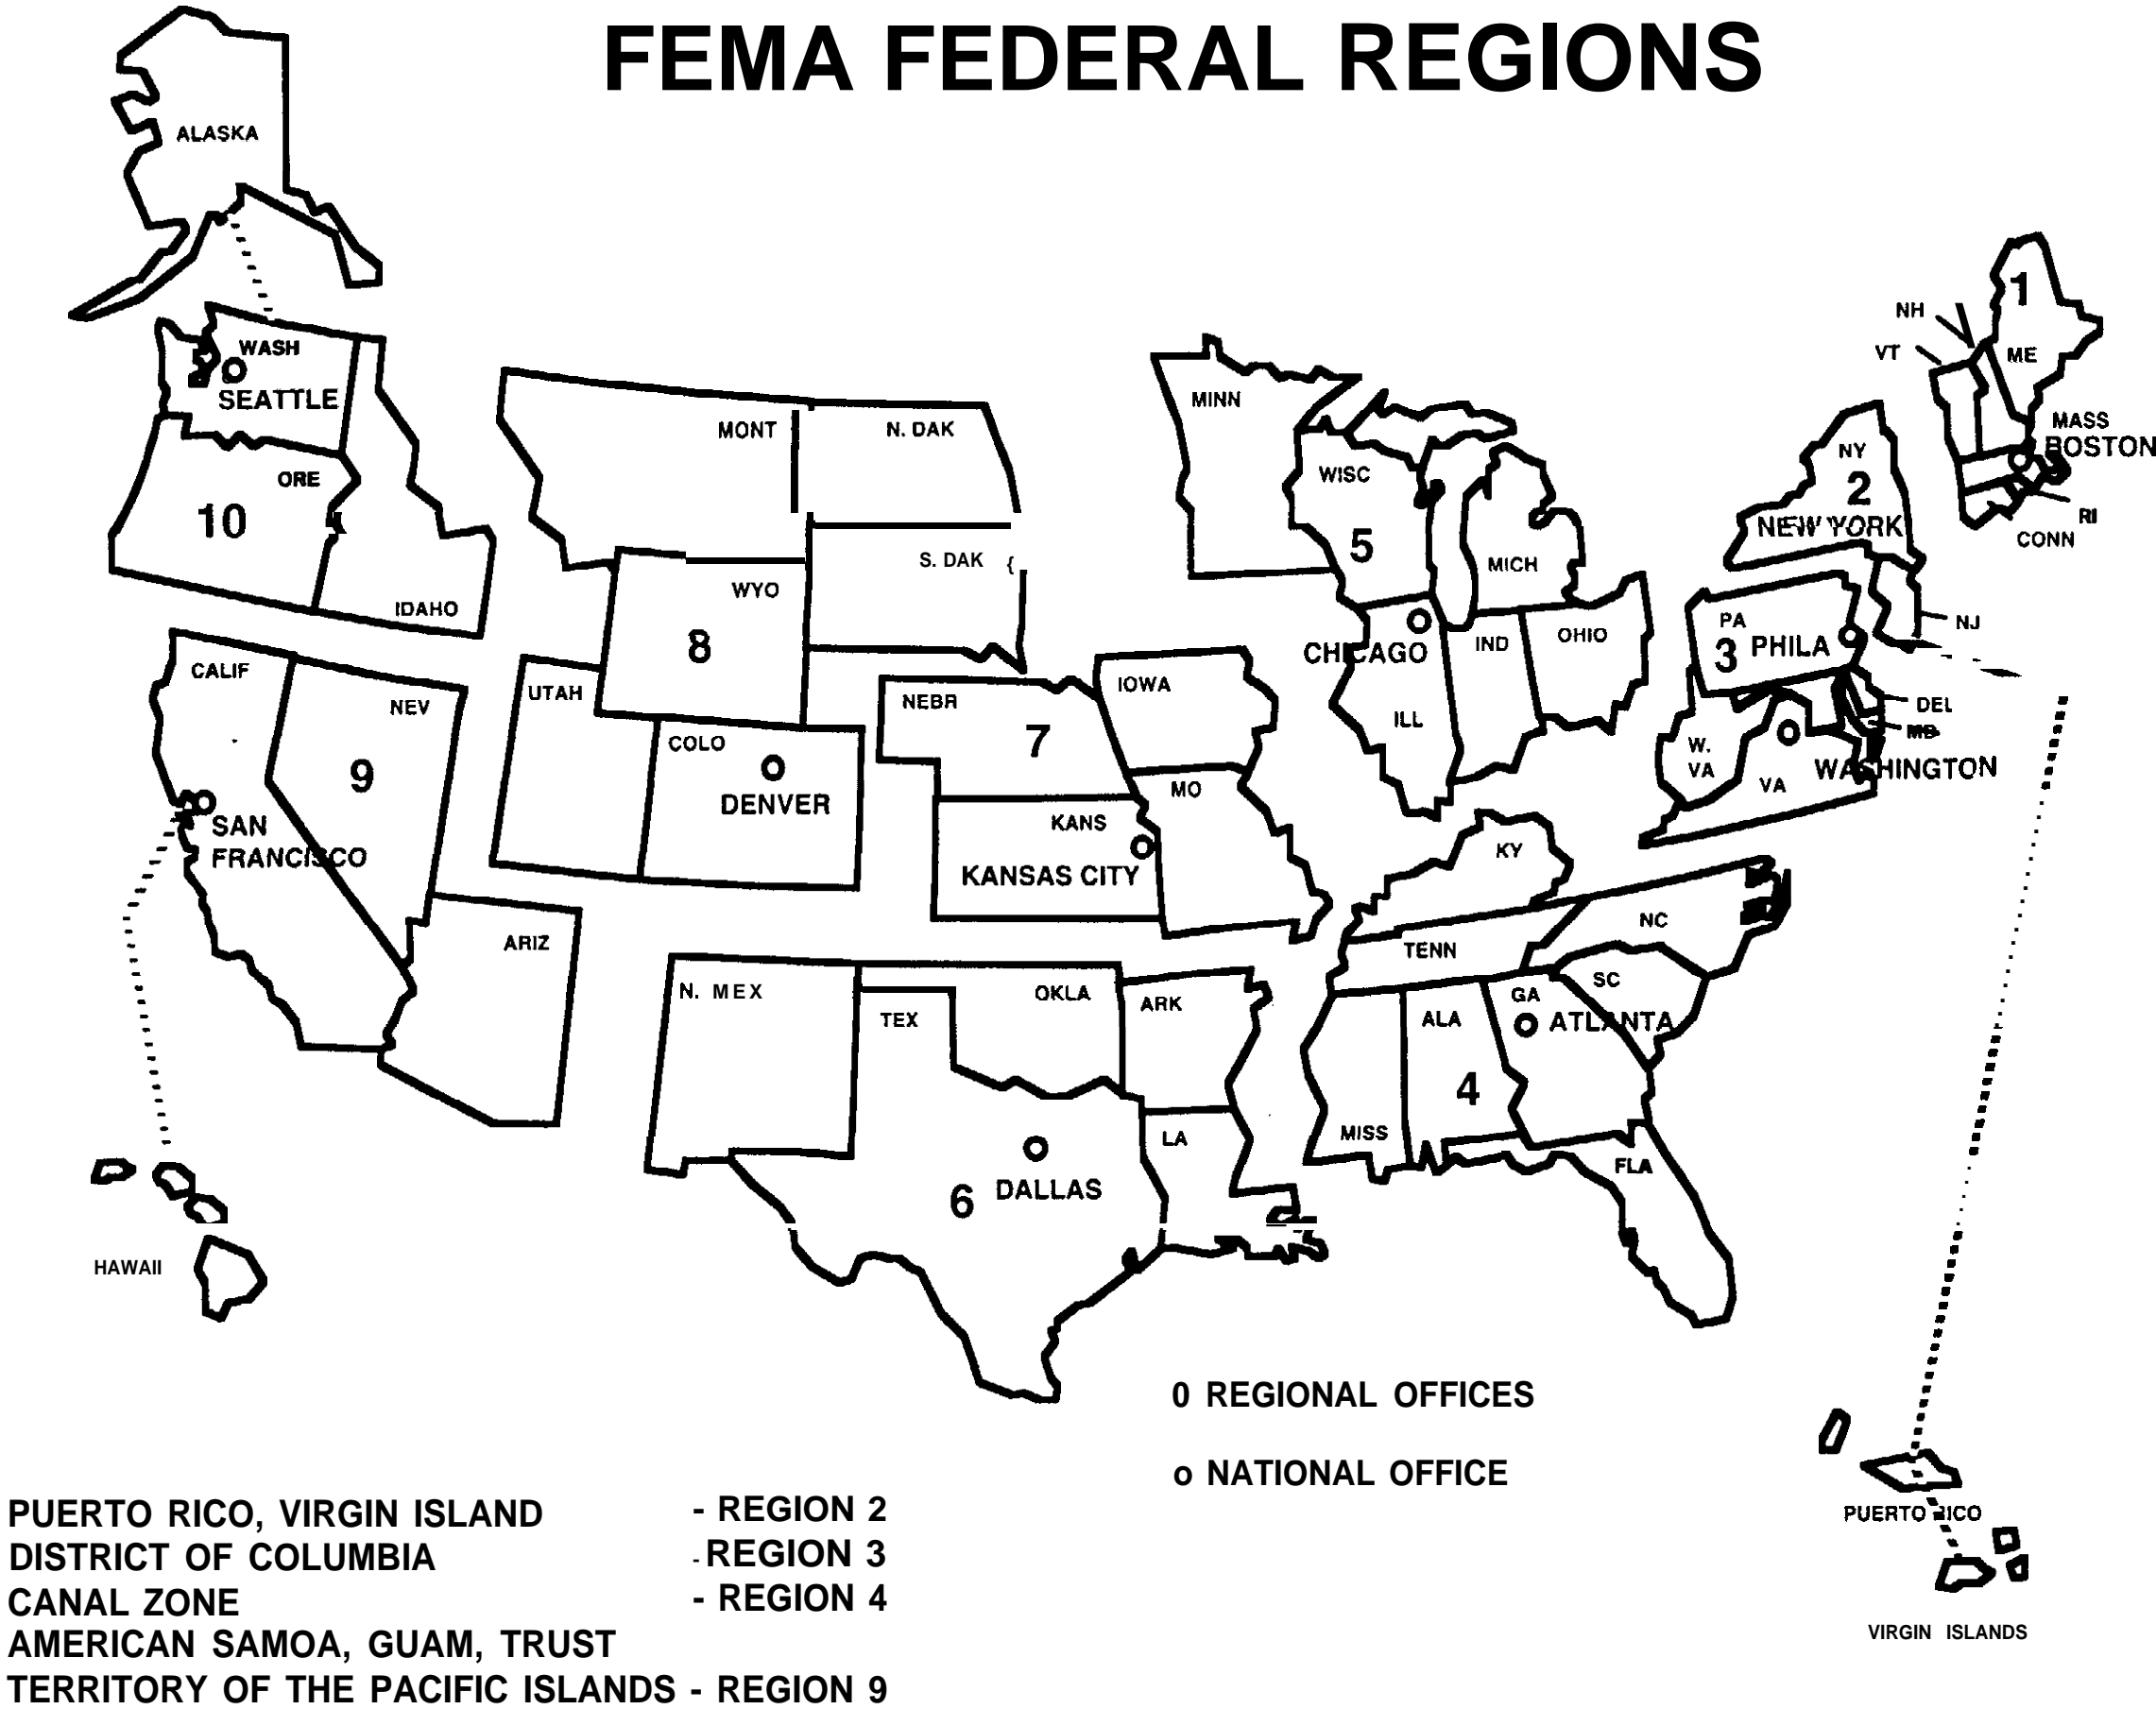 FEMA FEDERAL REGIONS
ALASKA
WASH
SEATTLE
ORE
10
IDAHO
MONT
N. DAK
S. DAK {
WYO
8
UTAH
COLO
DENVER
CALIF
NEV
9
SAN
FRANCISCO
ARIZ
HAWAII
MINN
WISC
5
MICH
CHICAGO
ILL
IND
OHIO
NEBR
IOWA
7
MO
KANS
KANSAS CITY
N. MEX
TEX
OKLA
ARK
LA
6
DALLAS
1
NH
VT
ME
MASS
BOSTON
RI
CONN
NY
2
NEW YORK
NJ
PA
3
PHILA
DEL
MD
W.
VA
VA
WASHINGTON
KY
TENN
NC
SC
GA
ATLANTA
ALA
4
MISS
FLA
0 REGIONAL OFFICES
o NATIONAL OFFICE
PUERTO RICO
VIRGIN ISLANDS
PUERTO RICO, VIRGIN ISLAND - REGION 2
DISTRICT OF COLUMBIA - REGION 3
CANAL ZONE - REGION 4
AMERICAN SAMOA, GUAM, TRUST
TERRITORY OF THE PACIFIC ISLANDS - REGION 9